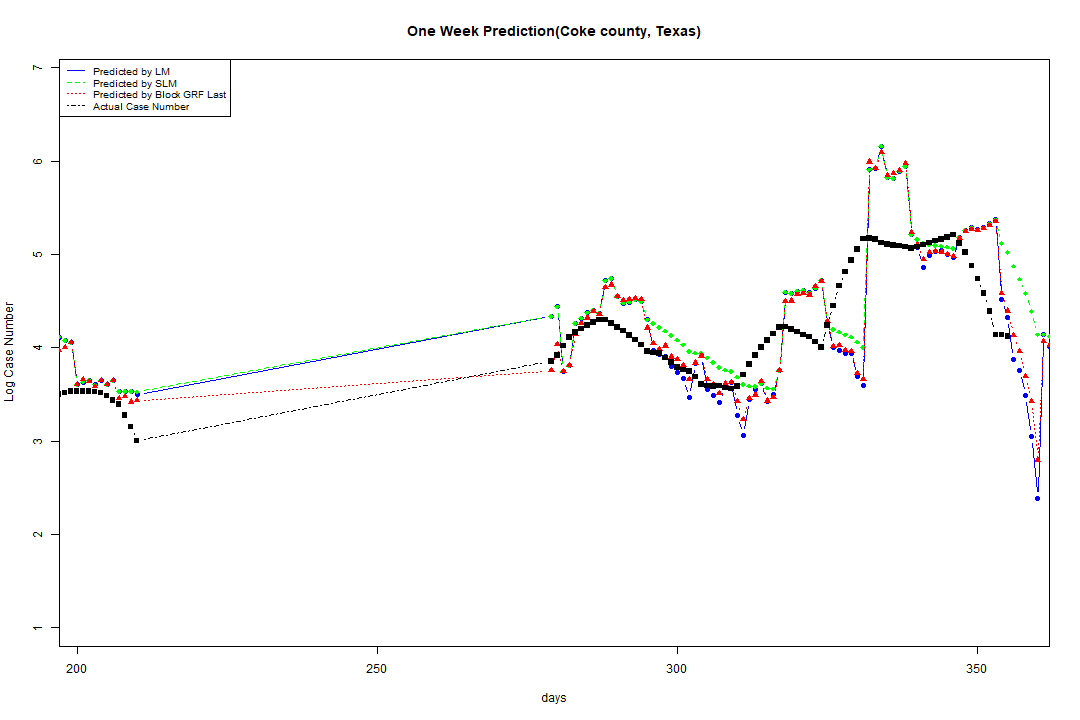 One Week Prediction(Coke county, Texas)
Predicted by LM
Predicted by SLM
Predicted by Block GRF Last
Actual Case Number
7
6
5
4
3
2
1
Log Case Number
200 250 300 350
days